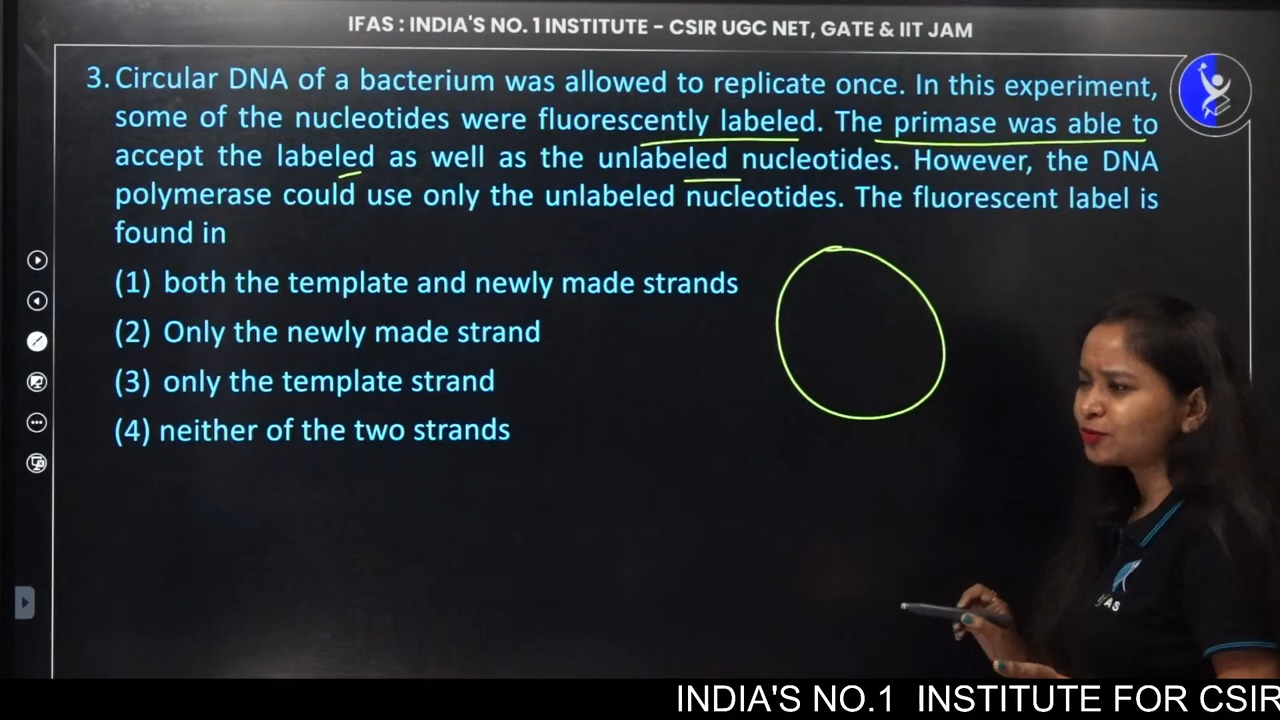 IFAS : INDIA'S NO. 1 INSTITUTE - CSIR UGC NET, GATE & IIT JAM
3. Circular DNA of a bacterium was allowed to replicate once. In this experiment,
some of the nucleotides were fluorescently labeled. The primase was able to
accept the labeled as well as the unlabeled nucleotides. However, the DNA
polymerase could use only the unlabeled nucleotides. The fluorescent label is
found in
(1) both the template and newly made strands
(2) Only the newly made strand
(3) only the template strand
(4) neither of the two strands
IFAS
INDIA'S NO.1 INSTITUTE FOR CSIR